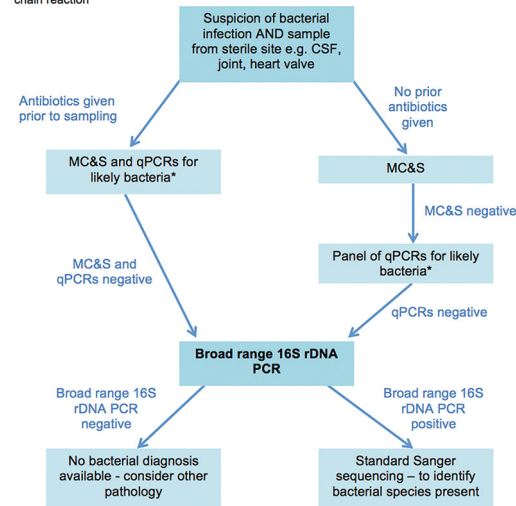 chain reaction
Suspicion of bacterial
infection AND sample
from sterile site e.g. CSF,
joint, heart valve
Antibiotics given
prior to sampling
No prior
antibiotics
given
MC&S and qPCRs for
likely bacteria*
MC&S
MC&S negative
MC&S and
qPCRs negative
Panel of qPCRs for likely
bacteria*
qPCRs negative
Broad range 16S rDNA
PCR
Broad range 16S
rDNA PCR
negative
Broad range 16S
rDNA PCR
positive
No bacterial diagnosis
available - consider other
pathology
Standard Sanger
sequencing – to identify
bacterial species present